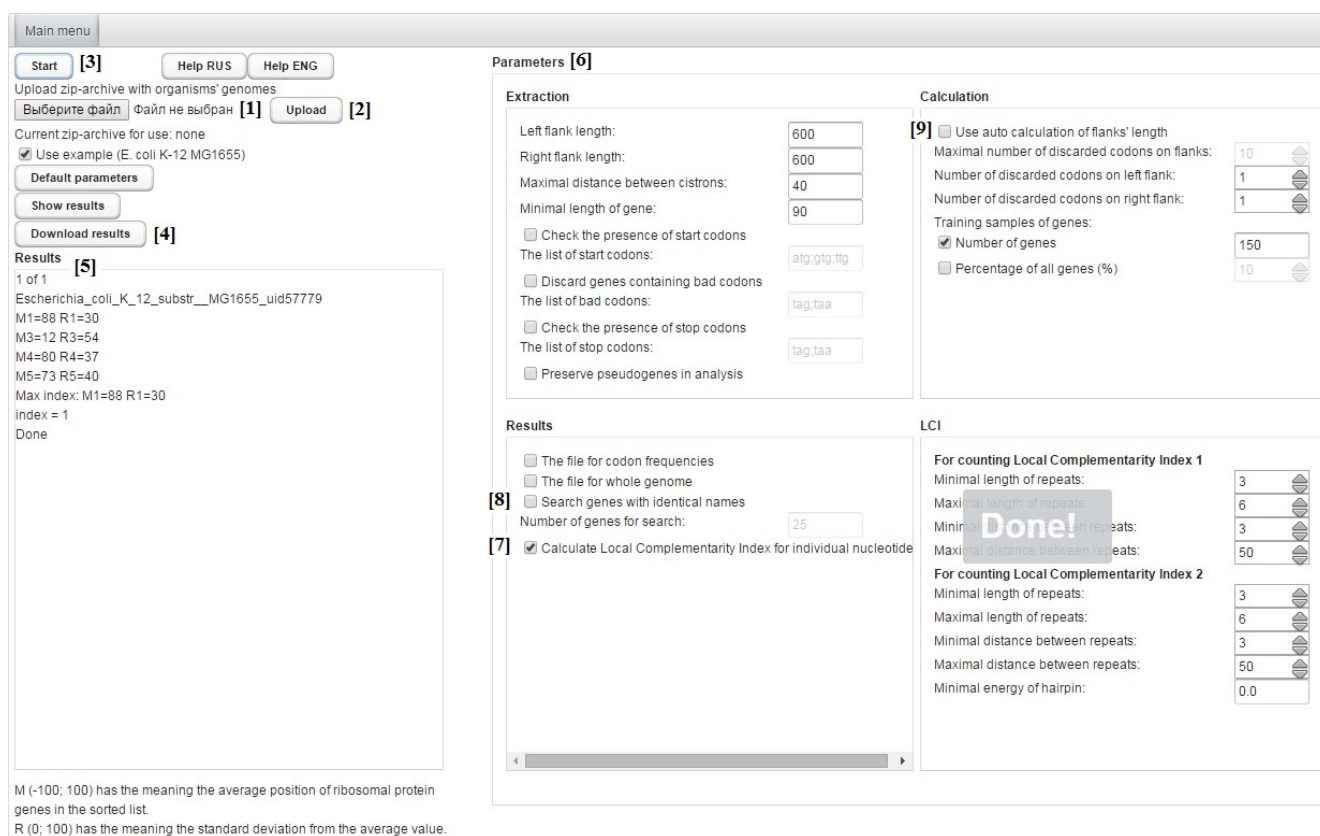 Main menu
Start [3] Help RUS Help ENG
Upload zip-archive with organisms' genomes
Выберите файл Файл не выбран [1] Upload [2]
Current zip-archive for use: none
Use example (E. coli K-12 MG1655)
Default parameters
Show results
Download results [4]
Results [5]
1 of 1
Escherichia_coli_K_12_substr__MG1655_uid57779
M1=88 R1=30
M3=12 R3=54
M4=80 R4=37
M5=73 R5=40
Max index: M1=88 R1=30
index = 1
Done
M (-100; 100) has the meaning the average position of ribosomal protein
genes in the sorted list.
R (0; 100) has the meaning the standard deviation from the average value.
Parameters [6]
Extraction
Left flank length: 600
Right flank length: 600
Maximal distance between cistrons: 40
Minimal length of gene: 90
Check the presence of start codons
The list of start codons: atg;gtg;ttg
Discard genes containing bad codons
The list of bad codons: tag;taa
Check the presence of stop codons
The list of stop codons: tag;taa
Preserve pseudogenes in analysis
Calculation
[9] Use auto calculation of flanks' length
Maximal number of discarded codons on flanks: 10
Number of discarded codons on left flank: 1
Number of discarded codons on right flank: 1
Training samples of genes:
Number of genes 150
Percentage of all genes (%) 10
Results
The file for codon frequencies
The file for whole genome
[8] Search genes with identical names
Number of genes for search: 25
[7] Calculate Local Complementarity Index for individual nucleotide
LCI
For counting Local Complementarity Index 1
Minimal length of repeats: 3
Maximal length of repeats: 6
Minimal distance between repeats: 3
Maximal distance between repeats: 50
Done!
For counting Local Complementarity Index 2
Minimal length of repeats: 3
Maximal length of repeats: 6
Minimal distance between repeats: 3
Maximal distance between repeats: 50
Minimal energy of hairpin: 0.0